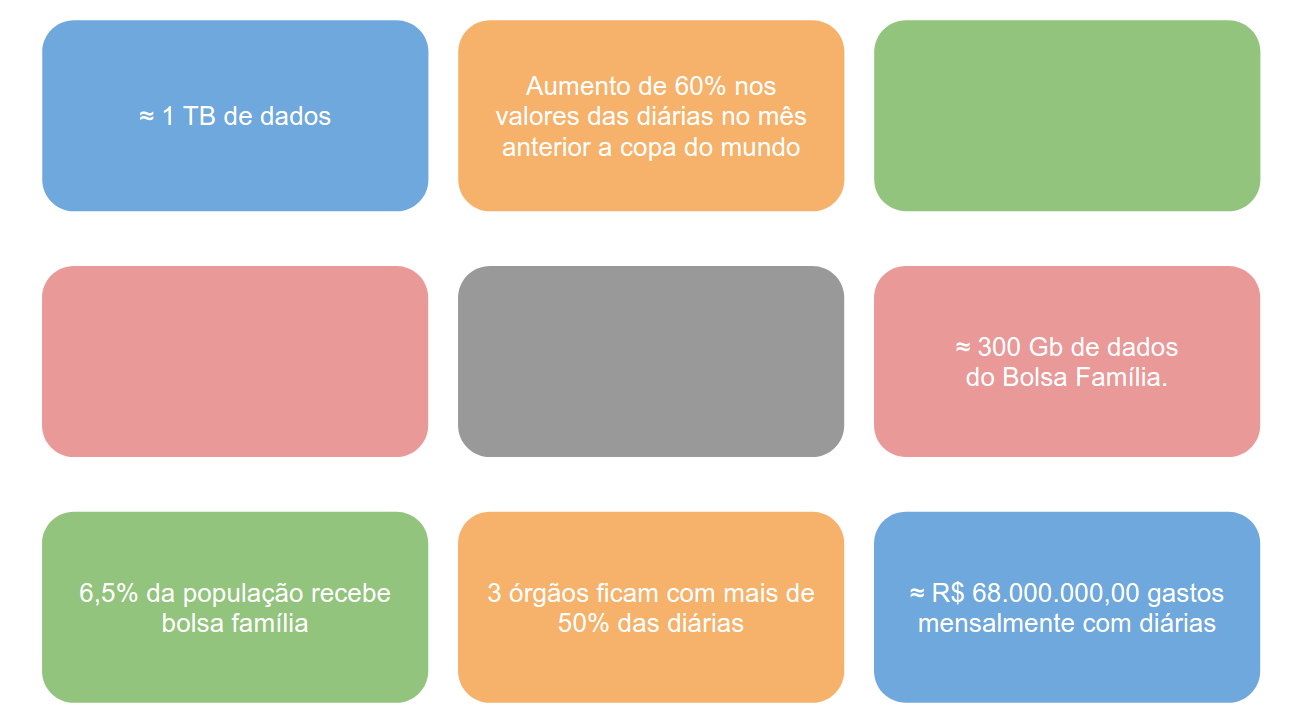 ≈ 1 TB de dados
Aumento de 60% nos
valores das diárias no mês
anterior a copa do mundo
≈ 300 Gb de dados
do Bolsa Família.
6,5% da população recebe
bolsa família
3 órgãos ficam com mais de
50% das diárias
≈ R$ 68.000.000,00 gastos
mensalmente com diárias